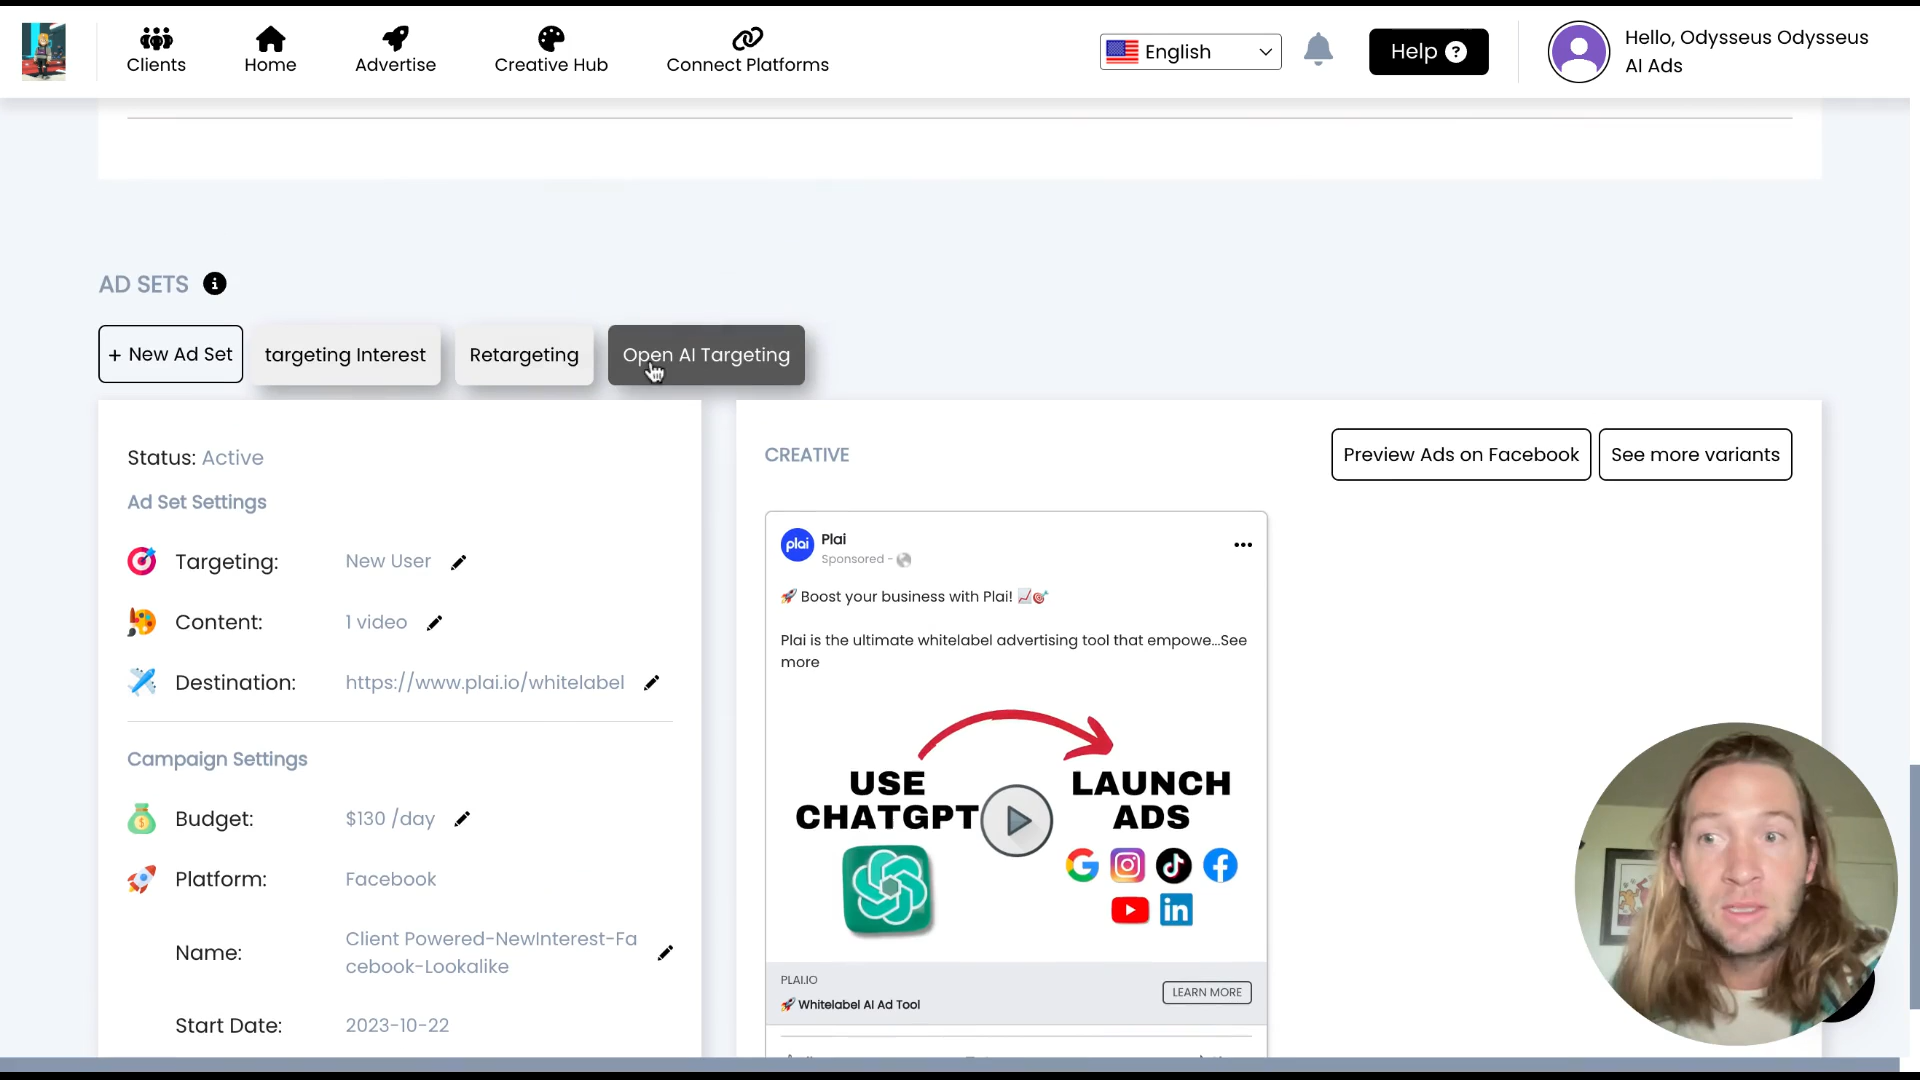 Clients
Home
Advertise
Creative Hub
Connect Platforms
English
Help ?
Hello, Odysseus Odysseus
AI Ads
AD SETS i
+ New Ad Set
targeting Interest
Retargeting
Open AI Targeting
Status: Active
Ad Set Settings
Targeting: New User
Content: 1 video
Destination: https://www.plai.io/whitelabel
Campaign Settings
Budget: $130 /day
Platform: Facebook
Name: Client Powered-NewInterest-Fa
cebook-Lookalike
Start Date: 2023-10-22
CREATIVE
Preview Ads on Facebook
See more variants
plai
Plai
Sponsored -
🚀 Boost your business with Plai! 📈🎯
Plai is the ultimate whitelabel advertising tool that empowe...See
more
USE
CHATGPT
LAUNCH
ADS
in
PLAI.IO
🚀 Whitelabel AI Ad Tool
LEARN MORE